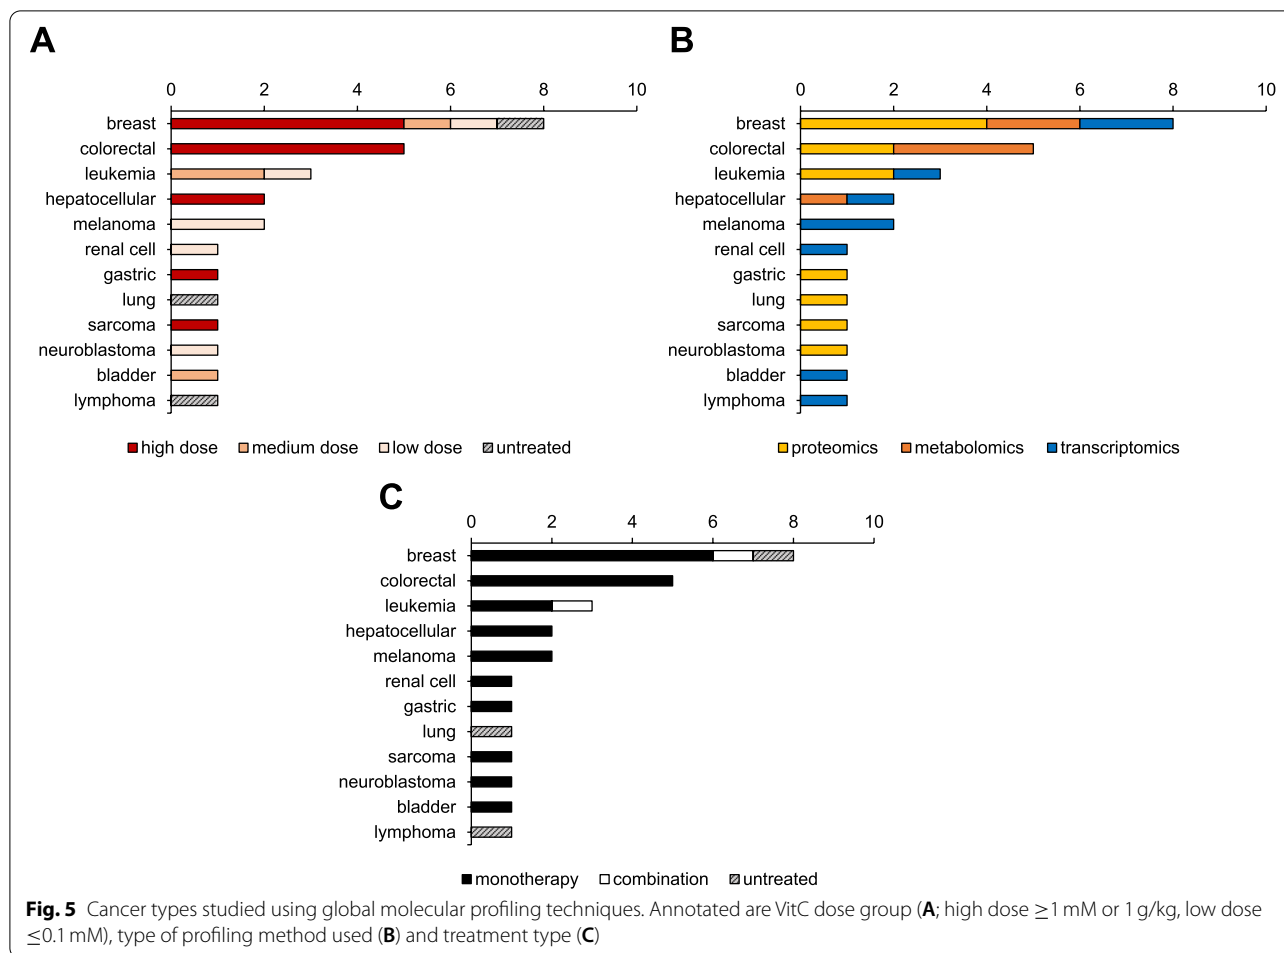 A
0 2 4 6 8 10
breast
colorectal
leukemia
hepatocellular
melanoma
renal cell
gastric
lung
sarcoma
neuroblastoma
bladder
lymphoma
high dose medium dose low dose untreated
B
0 2 4 6 8 10
breast
colorectal
leukemia
hepatocellular
melanoma
renal cell
gastric
lung
sarcoma
neuroblastoma
bladder
lymphoma
proteomics metabolomics transcriptomics
C
0 2 4 6 8 10
breast
colorectal
leukemia
hepatocellular
melanoma
renal cell
gastric
lung
sarcoma
neuroblastoma
bladder
lymphoma
monotherapy combination untreated
Fig. 5 Cancer types studied using global molecular profiling techniques. Annotated are VitC dose group (A; high dose ≥1 mM or 1 g/kg, low dose
≤0.1 mM), type of profiling method used (B) and treatment type (C)